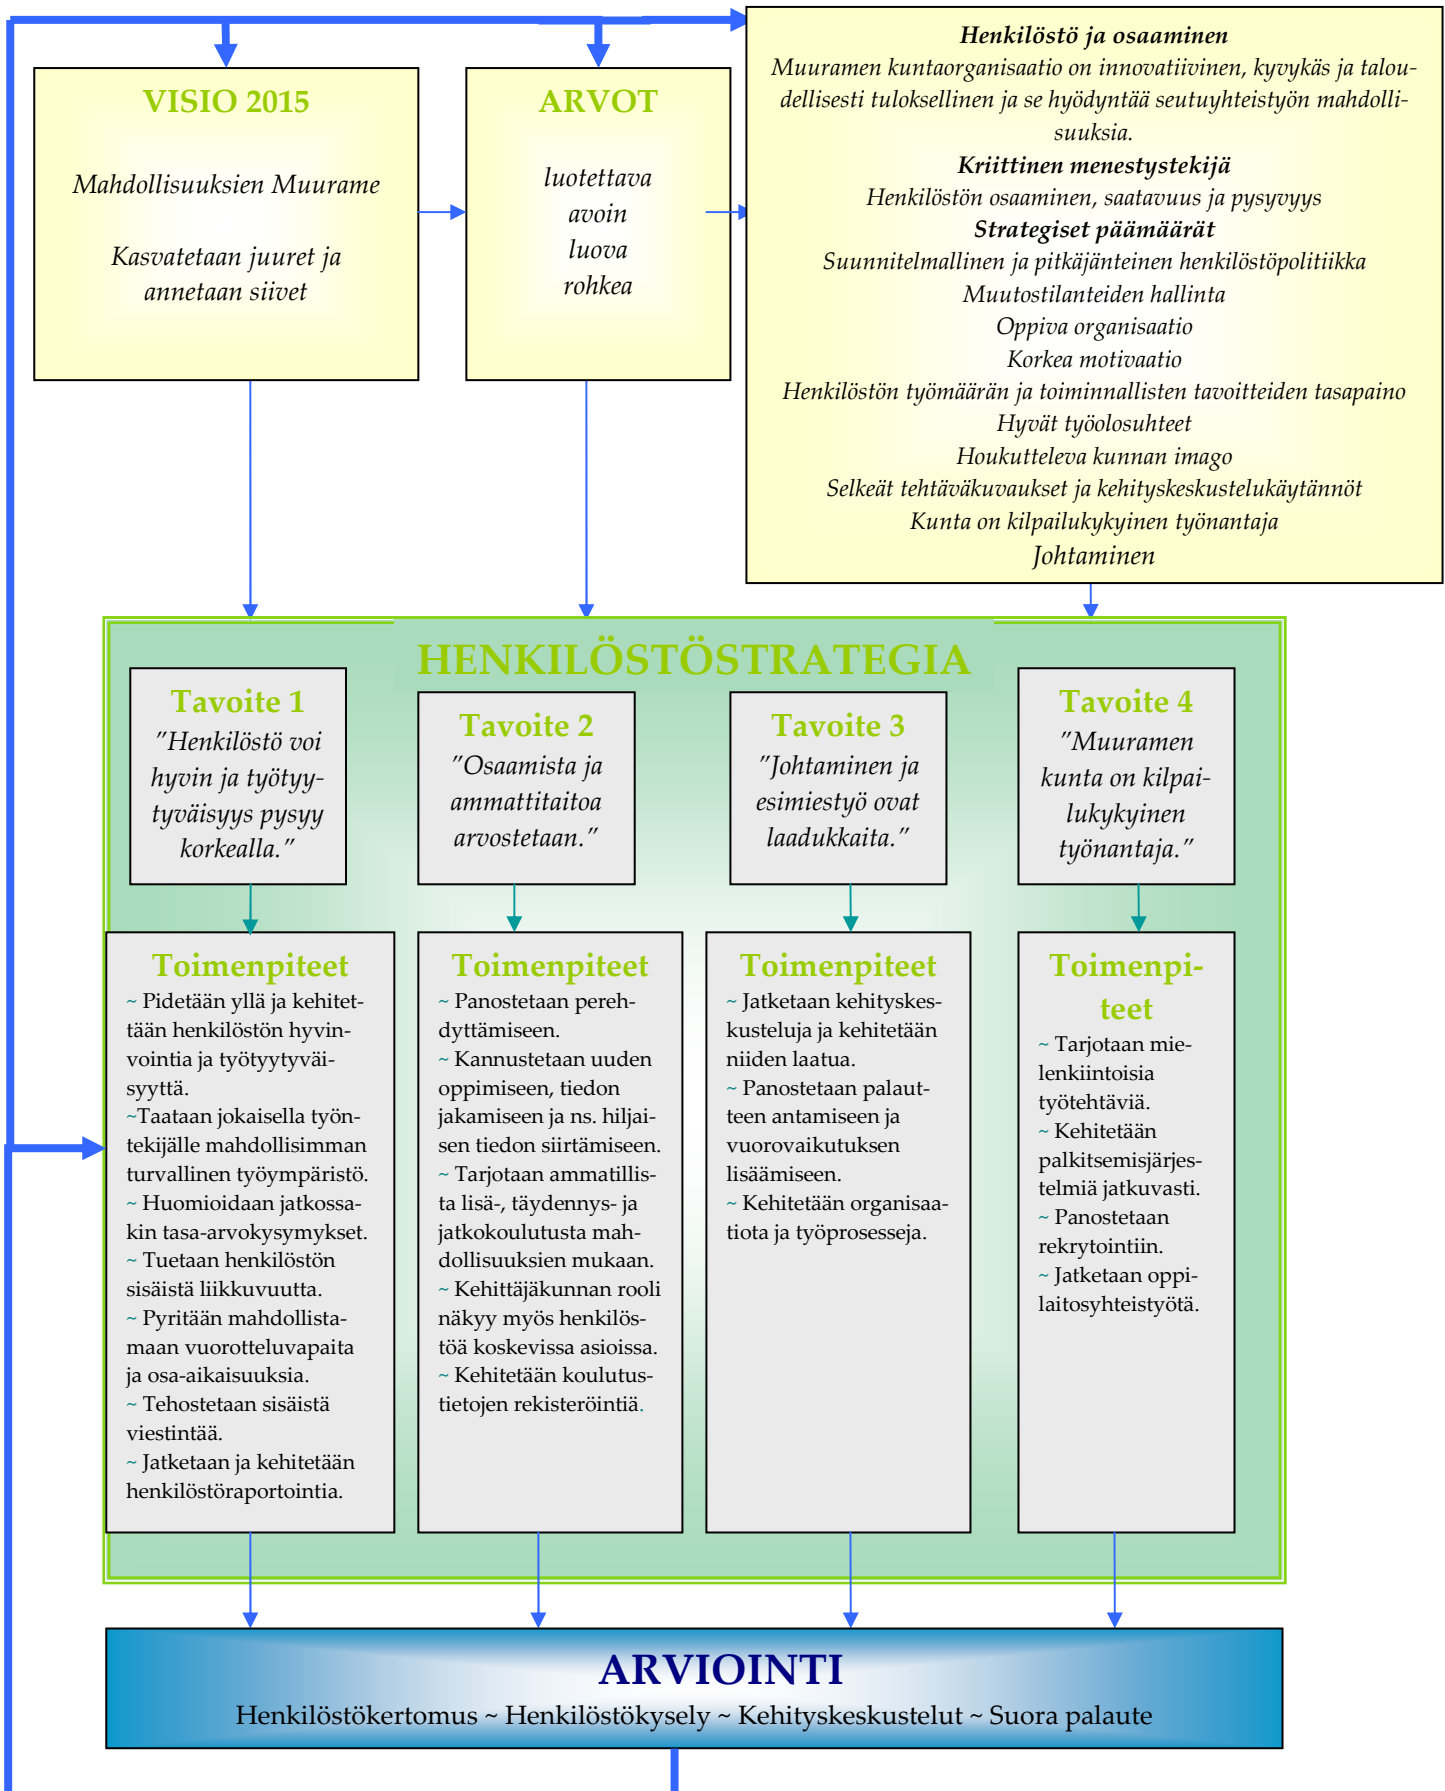 VISIO 2015
Mahdollisuuksien Muurame
Kasvatetaan juuret ja
annetaan siivet
ARVOT
luotettava
avoin
luova
rohkea
Henkilöstö ja osaaminen
Muuramen kuntaorganisaatio on innovatiivinen, kyvykäs ja talou-
dellisesti tuloksellinen ja se hyödyntää seutuyhteistyön mahdolli-
suuksia.
Kriittinen menestystekijä
Henkilöstön osaaminen, saatavuus ja pysyvyys
Strategiset päämäärät
Suunnitelmallinen ja pitkäjänteinen henkilöstöpolitiikka
Muutostilanteiden hallinta
Oppiva organisaatio
Korkea motivaatio
Henkilöstön työmäärän ja toiminnallisten tavoitteiden tasapaino
Hyvät työolosuhteet
Houkutteleva kunnan imago
Selkeät tehtäväkuvaukset ja kehityskeskustelukäytännöt
Kunta on kilpailukykyinen työnantaja
Johtaminen
HENKILÖSTÖSTRATEGIA
Tavoite 1
”Henkilöstö voi
hyvin ja työtyy-
tyväisyys pysyy
korkealla.”
Tavoite 2
”Osaamista ja
ammattitaitoa
arvostetaan.”
Tavoite 3
”Johtaminen ja
esimiestyö ovat
laadukkaita.”
Tavoite 4
”Muuramen
kunta on kilpai-
lukykyinen
työnantaja.”
Toimenpiteet
~ Pidetään yllä ja kehitet-
tään henkilöstön hyvin-
vointia ja työtyytyväi-
syyttä.
~Taataan jokaisella työn-
tekijälle mahdollisimman
turvallinen työympäristö.
~ Huomioidaan jatkossa-
kin tasa-arvokysymykset.
~ Tuetaan henkilöstön
sisäistä liikkuvuutta.
~ Pyritään mahdollista-
maan vuorotteluvapaita
ja osa-aikaisuuksia.
~ Tehostetaan sisäistä
viestintää.
~ Jatketaan ja kehitetään
henkilöstöraportointia.
Toimenpiteet
~ Panostetaan pereh-
dyttämiseen.
~ Kannustetaan uuden
oppimiseen, tiedon
jakamiseen ja ns. hiljai-
sen tiedon siirtämiseen.
~ Tarjotaan ammatillis-
ta lisä-, täydennys- ja
jatkokoulutusta mah-
dollisuuksien mukaan.
~ Kehittäjäkunnan rooli
näkyy myös henkilös-
töä koskevissa asioissa.
~ Kehitetään koulutus-
tietojen rekisteröintiä.
Toimenpiteet
~ Jatketaan kehityskes-
kusteluja ja kehitetään
niiden laatua.
~ Panostetaan palaut-
teen antamiseen ja
vuorovaikutuksen
lisäämiseen.
~ Kehitetään organisaa-
tiota ja työprosesseja.
Toimenpi-
teet
~ Tarjotaan mie-
lenkiintoisia
työtehtäviä.
~ Kehitetään
palkitsemisjärjes-
telmiä jatkuvasti.
~ Panostetaan
rekrytointiin.
~ Jatketaan oppi-
laitosyhteistyötä.
ARVIOINTI
Henkilöstökertomus ~ Henkilöstökysely ~ Kehityskeskustelut ~ Suora palaute